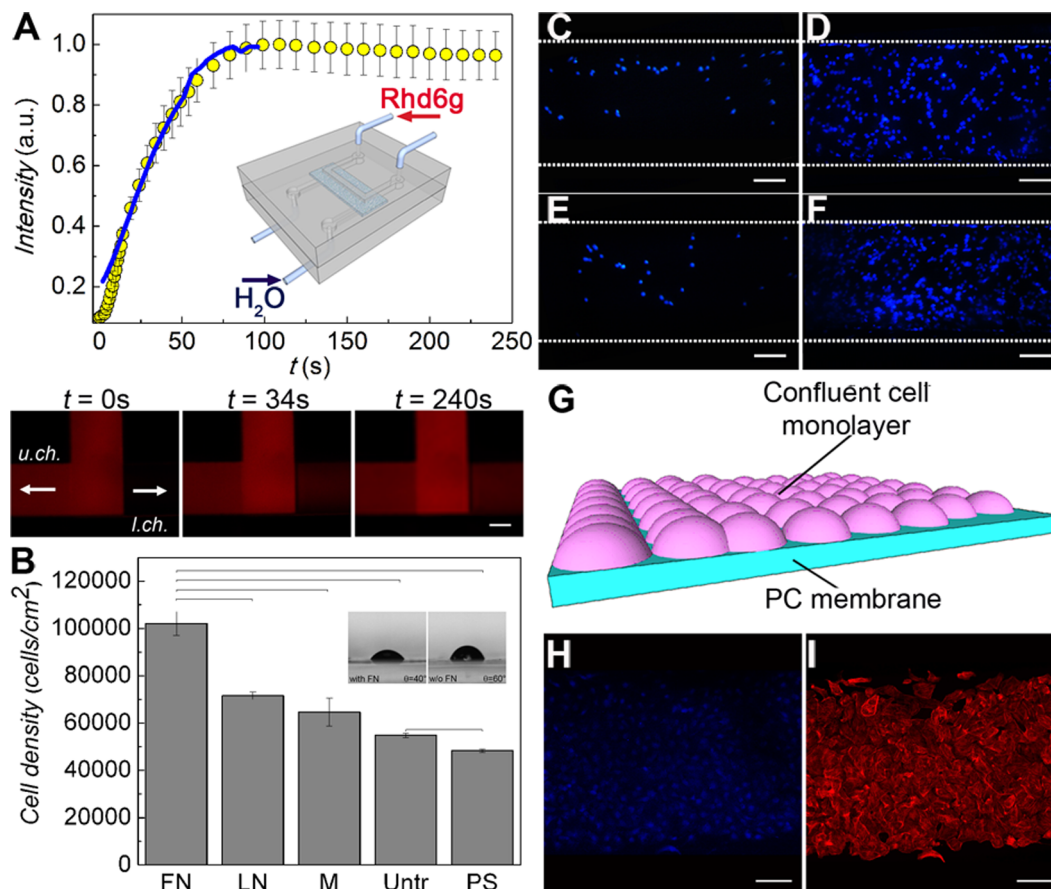 A
Intensity (a.u.)
1.0
0.8
0.6
0.4
0.2
0 50 100 150 200 250
t (s)
Rhd6g
H₂O
t = 0s
t = 34s
t = 240s
u.ch.
l.ch.
B
Cell density (cells/cm²)
120000
100000
80000
60000
40000
20000
0
FN LN M Untr PS
with FN θ=40°
w/o FN θ=60°
C
D
E
F
G
Confluent cell
monolayer
PC membrane
H
I